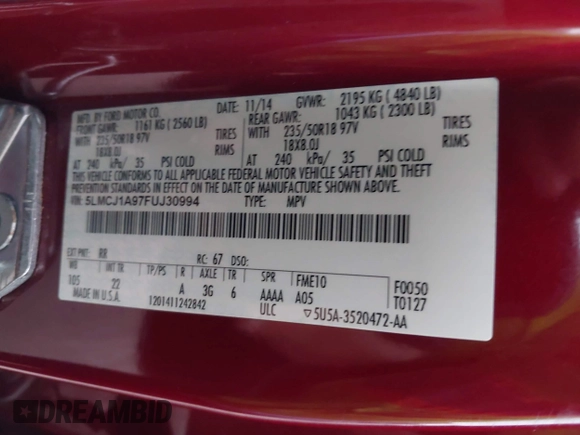 MFD. BY FORD MOTOR CO.
DATE: 11/14 GVWR: 2195 KG ( 4840 LB)
FRONT GAWR: 1161 KG ( 2560 LB) REAR GAWR: 1043 KG ( 2300 LB)
WITH 235/50R18 97V TIRES WITH 235/50R18 97V TIRES
18X8.0J RIMS 18X8.0J RIMS
AT 240 kPa/ 35 PSI COLD AT 240 kPa/ 35 PSI COLD
THIS VEHICLE CONFORMS TO ALL APPLICABLE FEDERAL MOTOR VEHICLE SAFETY AND THEFT
PREVENTION STANDARDS IN EFFECT ON THE DATE OF MANUFACTURE SHOWN ABOVE.
VIN: 5LMCJ1A97FUJ30994 TYPE: MPV
EXT PNT: RR RC: 67 DSO:
WB INT TR TP/PS R AXLE TR SPR FME10 F0050
105 22 A 3G 6 AAAA A05 T0127
MADE IN U.S.A. 1201411242842 ULC ▽5U5A-3520472-AA
DREAMBID